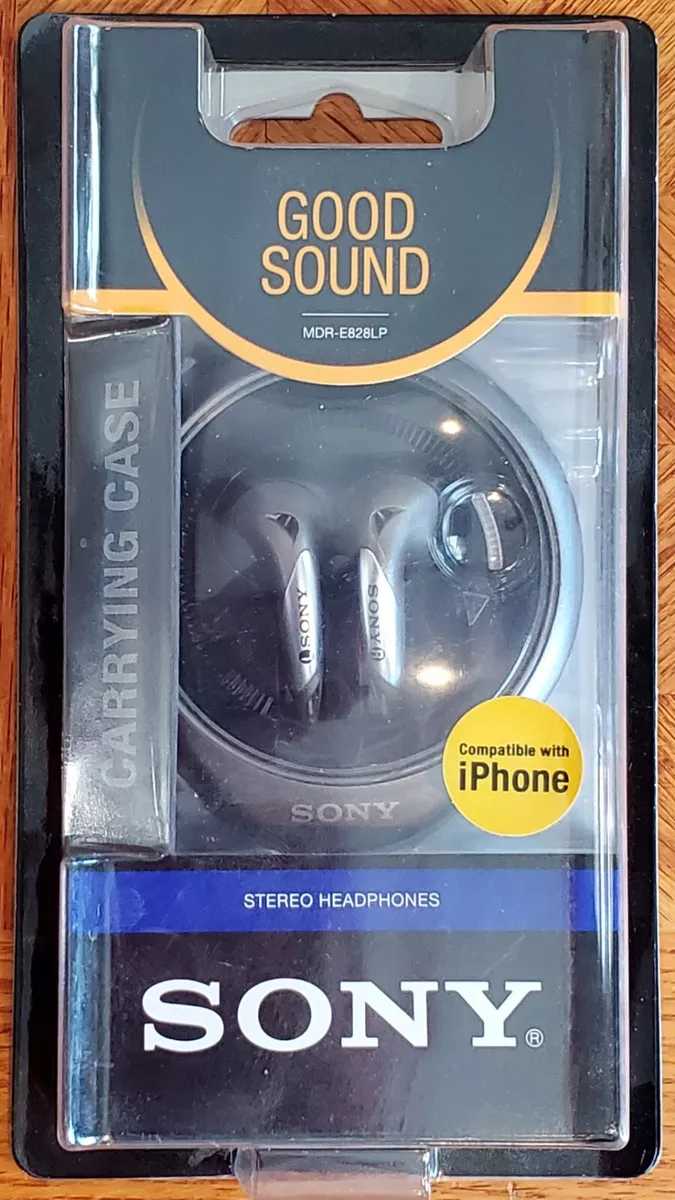 GOOD
SOUND
MDR-E828LP
CARRYING CASE
L SONY
SONY
Compatible with
iPhone
SONY
STEREO HEADPHONES
SONY®